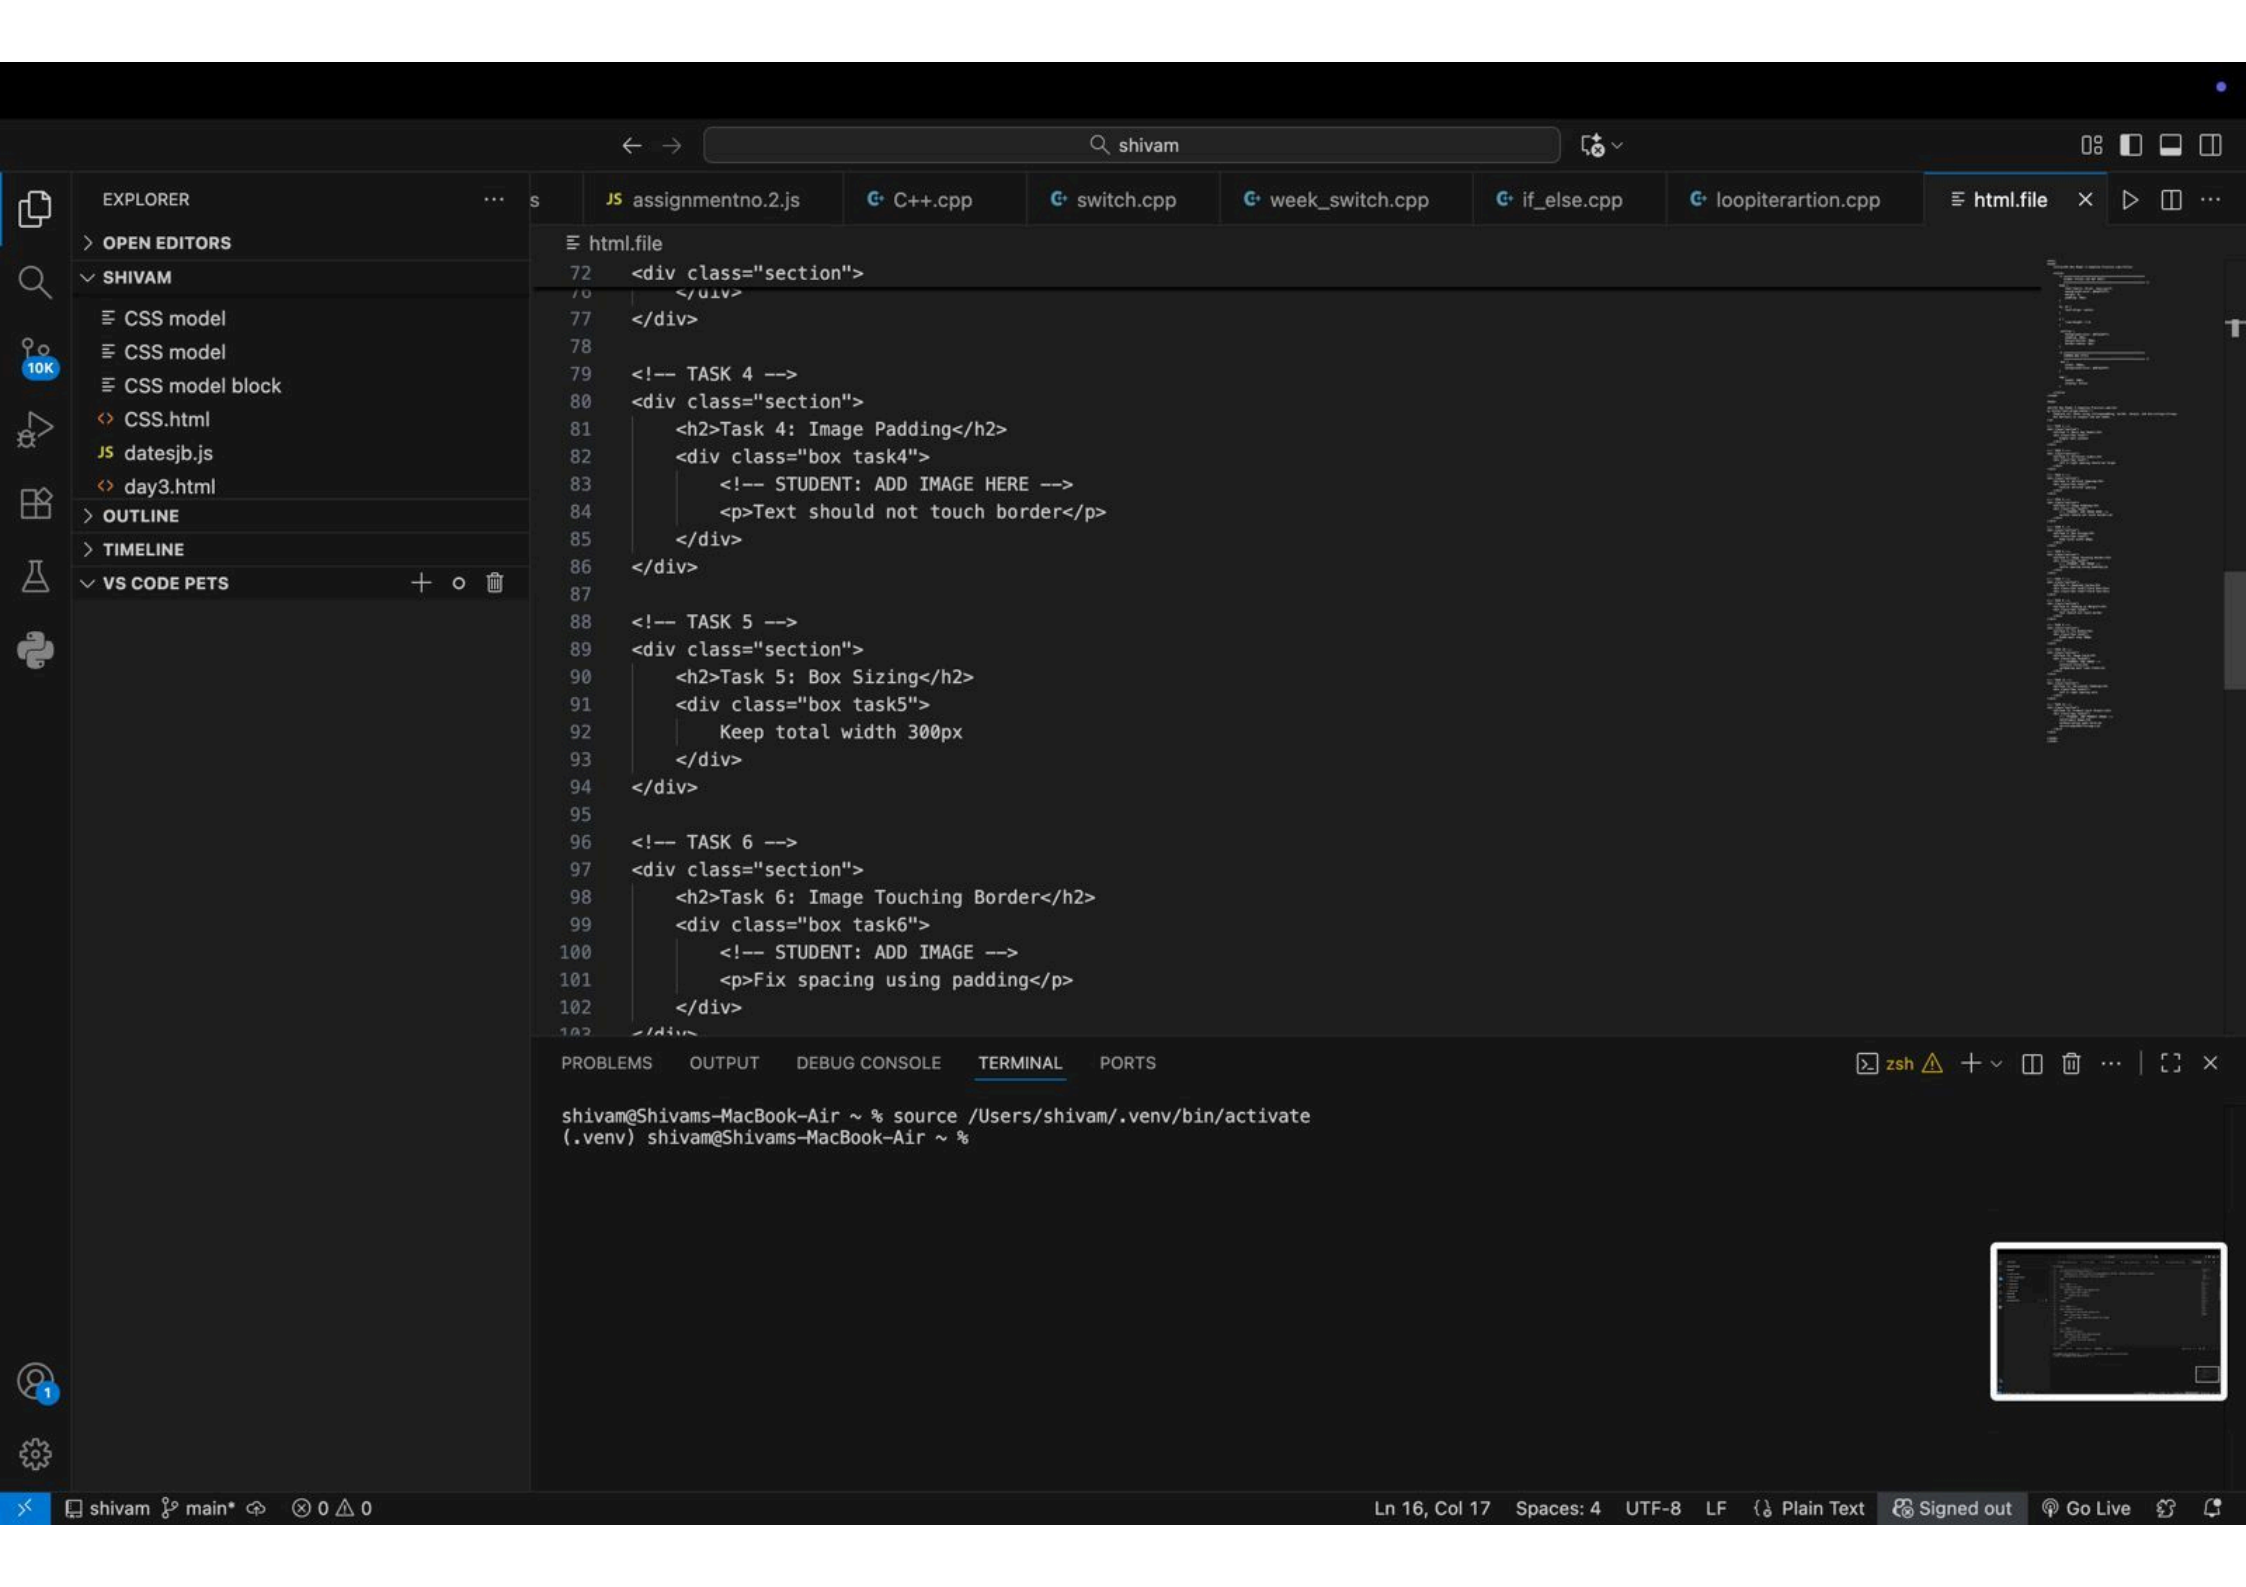 shivam
EXPLORER
s
JS assignmentno.2.js
C++.cpp
switch.cpp
week_switch.cpp
if_else.cpp
loopiterartion.cpp
html.file
OPEN EDITORS
SHIVAM
CSS model
CSS model
CSS model block
CSS.html
JS datesjb.js
day3.html
OUTLINE
TIMELINE
VS CODE PETS
10K
1
html.file
72 <div class="section">
76 </div>
77 </div>
78
79 <!-- TASK 4 -->
80 <div class="section">
81 <h2>Task 4: Image Padding</h2>
82 <div class="box task4">
83 <!-- STUDENT: ADD IMAGE HERE -->
84 <p>Text should not touch border</p>
85 </div>
86 </div>
87
88 <!-- TASK 5 -->
89 <div class="section">
90 <h2>Task 5: Box Sizing</h2>
91 <div class="box task5">
92 Keep total width 300px
93 </div>
94 </div>
95
96 <!-- TASK 6 -->
97 <div class="section">
98 <h2>Task 6: Image Touching Border</h2>
99 <div class="box task6">
100 <!-- STUDENT: ADD IMAGE -->
101 <p>Fix spacing using padding</p>
102 </div>
103 </div>
PROBLEMS OUTPUT DEBUG CONSOLE TERMINAL PORTS
zsh
shivam@Shivams-MacBook-Air ~ % source /Users/shivam/.venv/bin/activate
(.venv) shivam@Shivams-MacBook-Air ~ %
shivam main* 0 0
Ln 16, Col 17 Spaces: 4 UTF-8 LF Plain Text Signed out Go Live